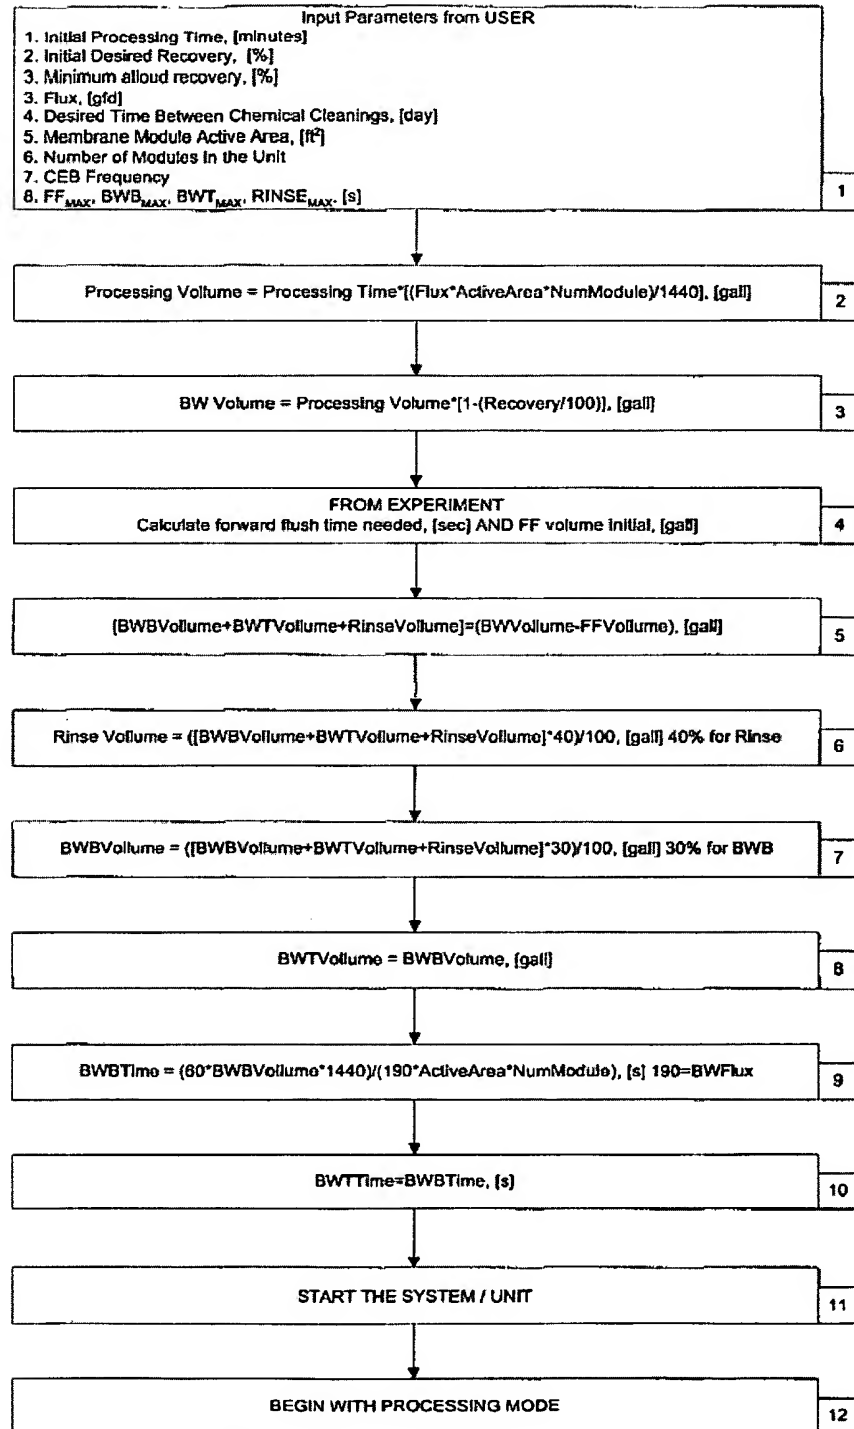 Input Parameters from USER
1. Initial Processing Time, [minutes]
2. Initial Desired Recovery, [%]
3. Minimum alloud recovery, [%]
3. Flux, [gfd]
4. Desired Time Between Chemical Cleanings, [day]
5. Membrane Module Active Area, [ft²]
6. Number of Modules in the Unit
7. CEB Frequency
8. FFMAX, BWBMAX, BWTMAX, RINSEMAX. [s]
1
Processing Vollume = Processing Time*[(Flux*ActiveArea*NumModule)/1440], [gall]
2
BW Volume = Processing Volume*[1-(Recovery/100)], [gall]
3
FROM EXPERIMENT
Calculate forward flush time needed, [sec] AND FF volume initial, [gall]
4
[BWBVollume+BWTVollume+RinseVollume]=(BWVollume-FFVollume), [gall]
5
Rinse Vollume = ([BWBVollume+BWTVollume+RinseVollume]*40)/100, [gall] 40% for Rinse
6
BWBVollume = ([BWBVollume+BWTVollume+RinseVollume]*30)/100, [gall] 30% for BWB
7
BWTVollume = BWBVolume, [gall]
8
BWBTime = (60*BWBVollume*1440)/(190*ActiveArea*NumModule), [s] 190=BWFlux
9
BWTTime=BWBTime, [s]
10
START THE SYSTEM / UNIT
11
BEGIN WITH PROCESSING MODE
12